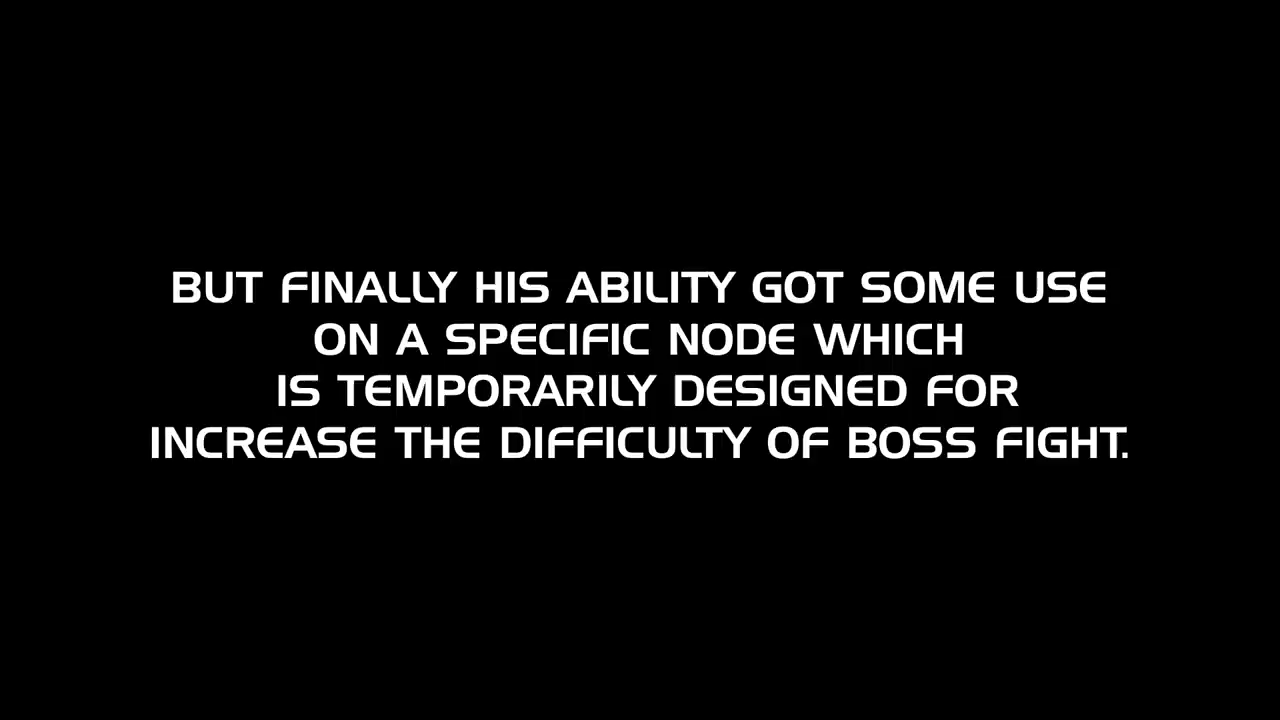 BUT FINALLY HIS ABILITY GOT SOME USE
ON A SPECIFIC NODE WHICH
IS TEMPORARILY DESIGNED FOR
INCREASE THE DIFFICULTY OF BOSS FIGHT.